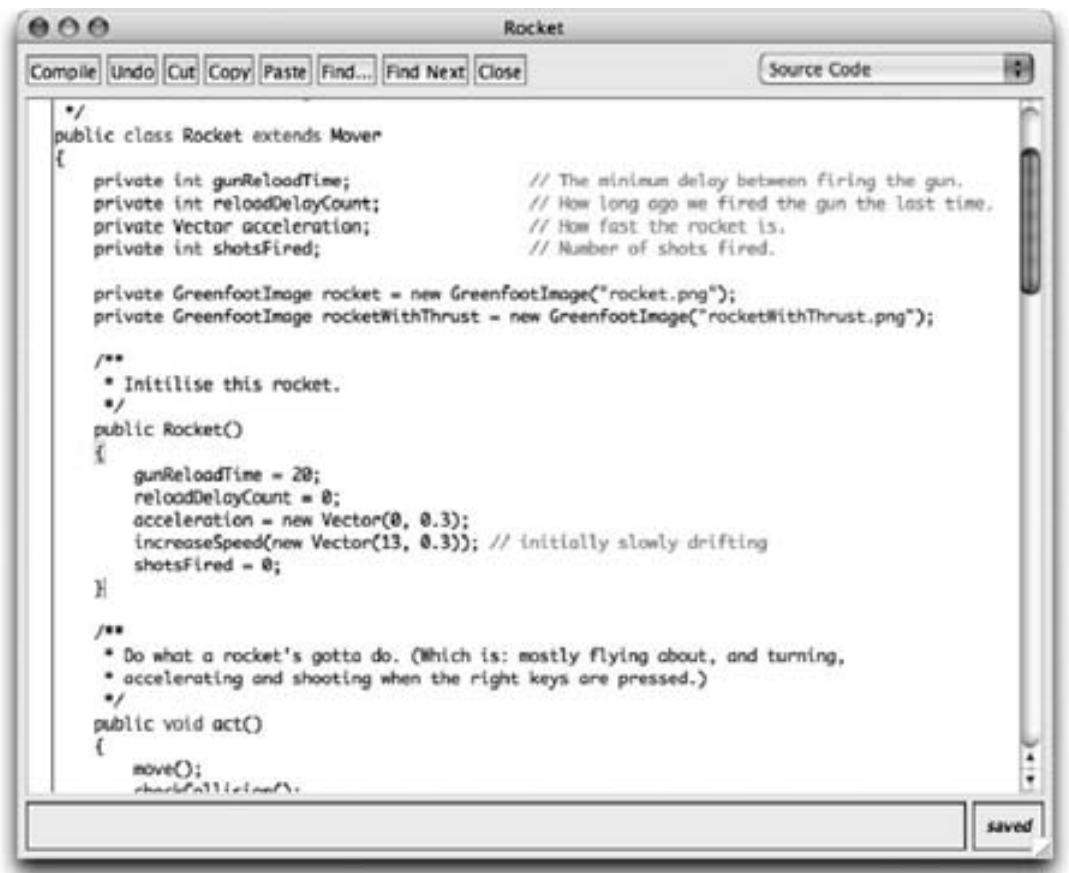 Rocket
Compile Undo Cut Copy Paste Find... Find Next Close Source Code
*/
public class Rocket extends Mover
{
private int gunReloadTime; // The minimum delay between firing the gun.
private int reloadDelayCount; // How long ago we fired the gun the last time.
private Vector acceleration; // How fast the rocket is.
private int shotsFired; // Number of shots fired.
private GreenfootImage rocket = new GreenfootImage("rocket.png");
private GreenfootImage rocketWithThrust = new GreenfootImage("rocketWithThrust.png");
/**
* Initilise this rocket.
*/
public Rocket()
{
gunReloadTime = 20;
reloadDelayCount = 0;
acceleration = new Vector(0, 0.3);
increaseSpeed(new Vector(13, 0.3)); // initially slowly drifting
shotsFired = 0;
}
/**
* Do what a rocket's gotta do. (Which is: mostly flying about, and turning,
* accelerating and shooting when the right keys are pressed.)
*/
public void act()
{
move();
checkCollision();
saved